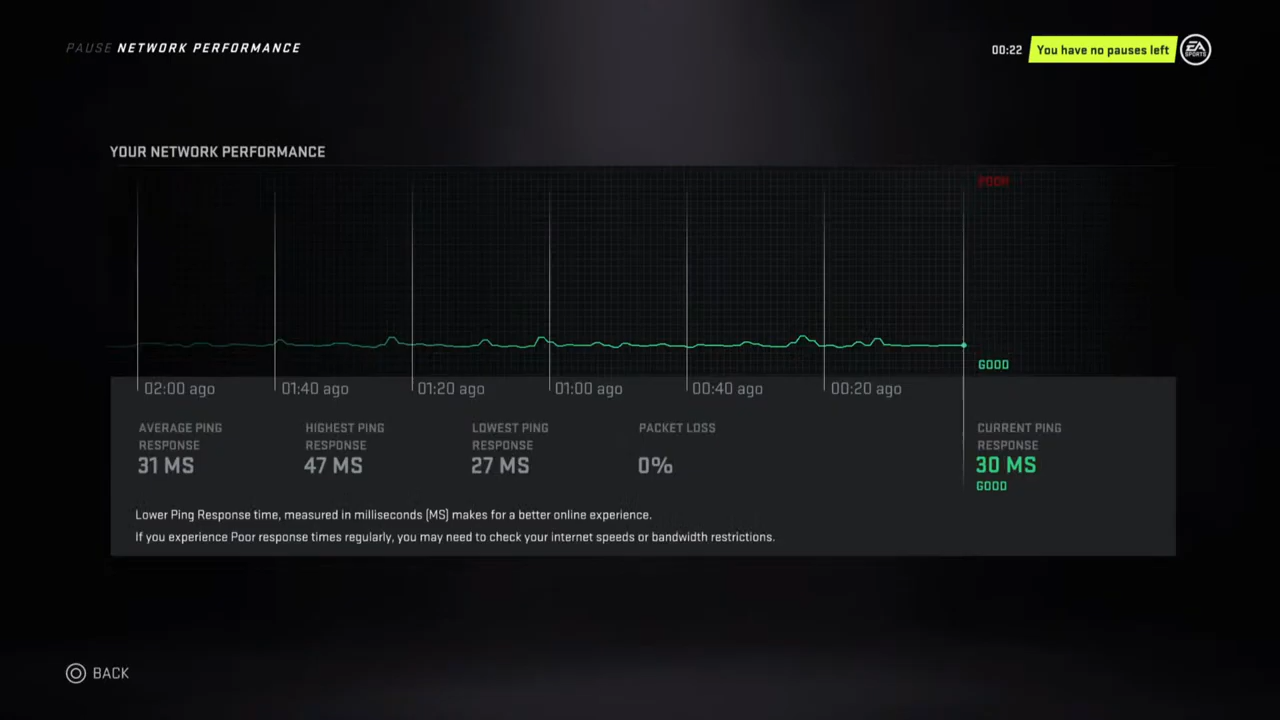 PAUSE NETWORK PERFORMANCE
00:22 You have no pauses left EA SPORTS
YOUR NETWORK PERFORMANCE
POOR
GOOD
02:00 ago 01:40 ago 01:20 ago 01:00 ago 00:40 ago 00:20 ago
AVERAGE PING RESPONSE
31 MS
HIGHEST PING RESPONSE
47 MS
LOWEST PING RESPONSE
27 MS
PACKET LOSS
0%
CURRENT PING RESPONSE
30 MS
GOOD
Lower Ping Response time, measured in milliseconds [MS] makes for a better online experience.
If you experience Poor response times regularly, you may need to check your internet speeds or bandwidth restrictions.
BACK